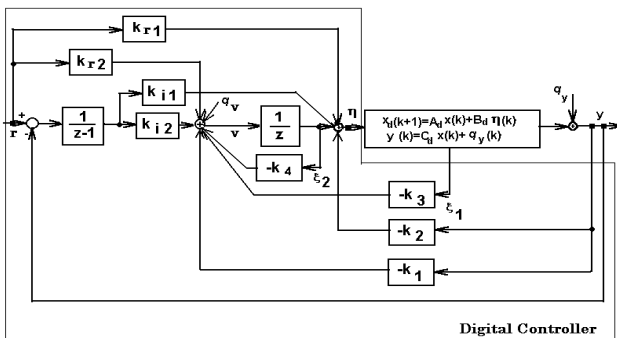 k r1
k r2
k i1
q v
η
q y
y
+
r
-
1
z-1
k i2
v
1
z
x d (k+1)=A d x(k)+B d η(k)
y (k)=C d x(k)+ q y (k)
-k 4
ξ 2
-k 3
ξ 1
-k 2
-k 1
Digital Controller